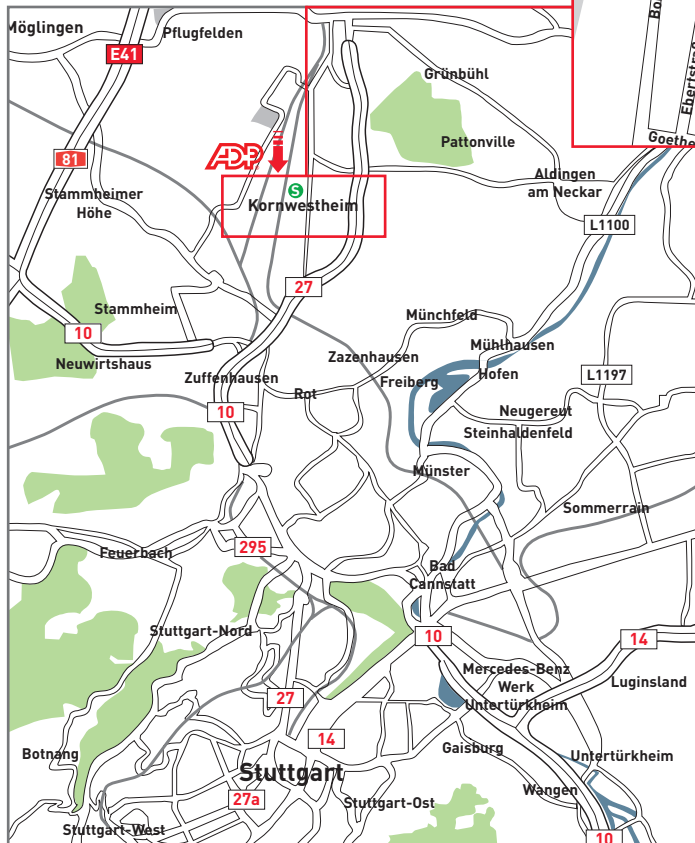 Möglingen
Pflugfelden
E41
Grünbühl
Ebertstraß
Goethe
Pattonville
ADP
81
Aldingen
am Neckar
Stammheimer
Höhe
S
Kornwestheim
L1100
27
Stammheim
Münchfeld
10
Mühlhausen
Neuwirtshaus
Zazenhausen
Zuffenhausen
Freiberg
Hofen
L1197
Rot
10
Neugereut
Steinhaldenfeld
Münster
Sommerrain
295
Feuerbach
Bad
Cannstatt
Stuttgart-Nord
10
14
Mercedes-Benz
Werk
Untertürkheim
Luginsland
27
14
Gaisburg
Botnang
Untertürkheim
Stuttgart
27a
Wangen
Stuttgart-Ost
Stuttgart-West
10